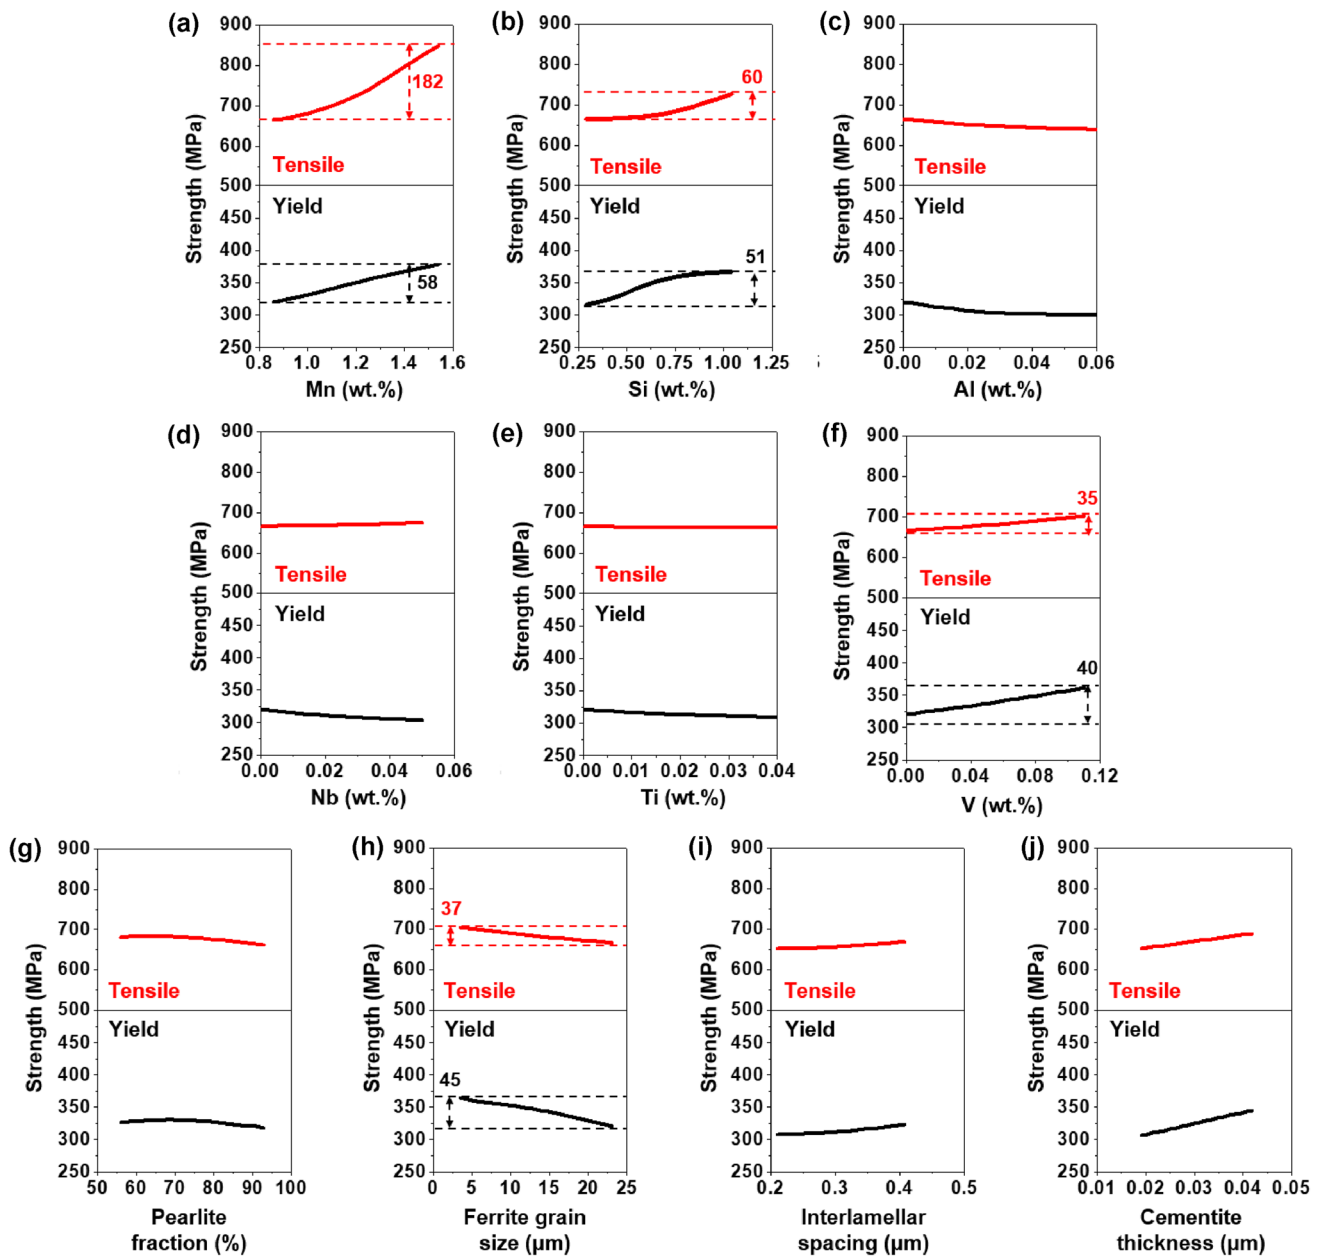 (a)
Strength (MPa)
900
800
700
600
500
450
400
350
300
250
182
Tensile
Yield
58
0.8 1.0 1.2 1.4 1.6
Mn (wt.%)
(b)
Strength (MPa)
900
800
700
600
500
450
400
350
300
250
60
Tensile
Yield
51
0.25 0.50 0.75 1.00 1.25
Si (wt.%)
(c)
Strength (MPa)
900
800
700
600
500
450
400
350
300
250
Tensile
Yield
0.00 0.02 0.04 0.06
Al (wt.%)
(d)
Strength (MPa)
900
800
700
600
500
450
400
350
300
250
Tensile
Yield
0.00 0.02 0.04 0.06
Nb (wt.%)
(e)
Strength (MPa)
900
800
700
600
500
450
400
350
300
250
Tensile
Yield
0.00 0.01 0.02 0.03 0.04
Ti (wt.%)
(f)
Strength (MPa)
900
800
700
600
500
450
400
350
300
250
35
Tensile
Yield
40
0.00 0.04 0.08 0.12
V (wt.%)
(g)
Strength (MPa)
900
800
700
600
500
450
400
350
300
250
Tensile
Yield
50 60 70 80 90 100
Pearlite
fraction (%)
(h)
Strength (MPa)
900
800
700
600
500
450
400
350
300
250
37
Tensile
Yield
45
0 5 10 15 20 25
Ferrite grain
size (μm)
(i)
Strength (MPa)
900
800
700
600
500
450
400
350
300
250
Tensile
Yield
0.2 0.3 0.4 0.5
Interlamellar
spacing (μm)
(j)
Strength (MPa)
900
800
700
600
500
450
400
350
300
250
Tensile
Yield
0.01 0.02 0.03 0.04 0.05
Cementite
thickness (μm)